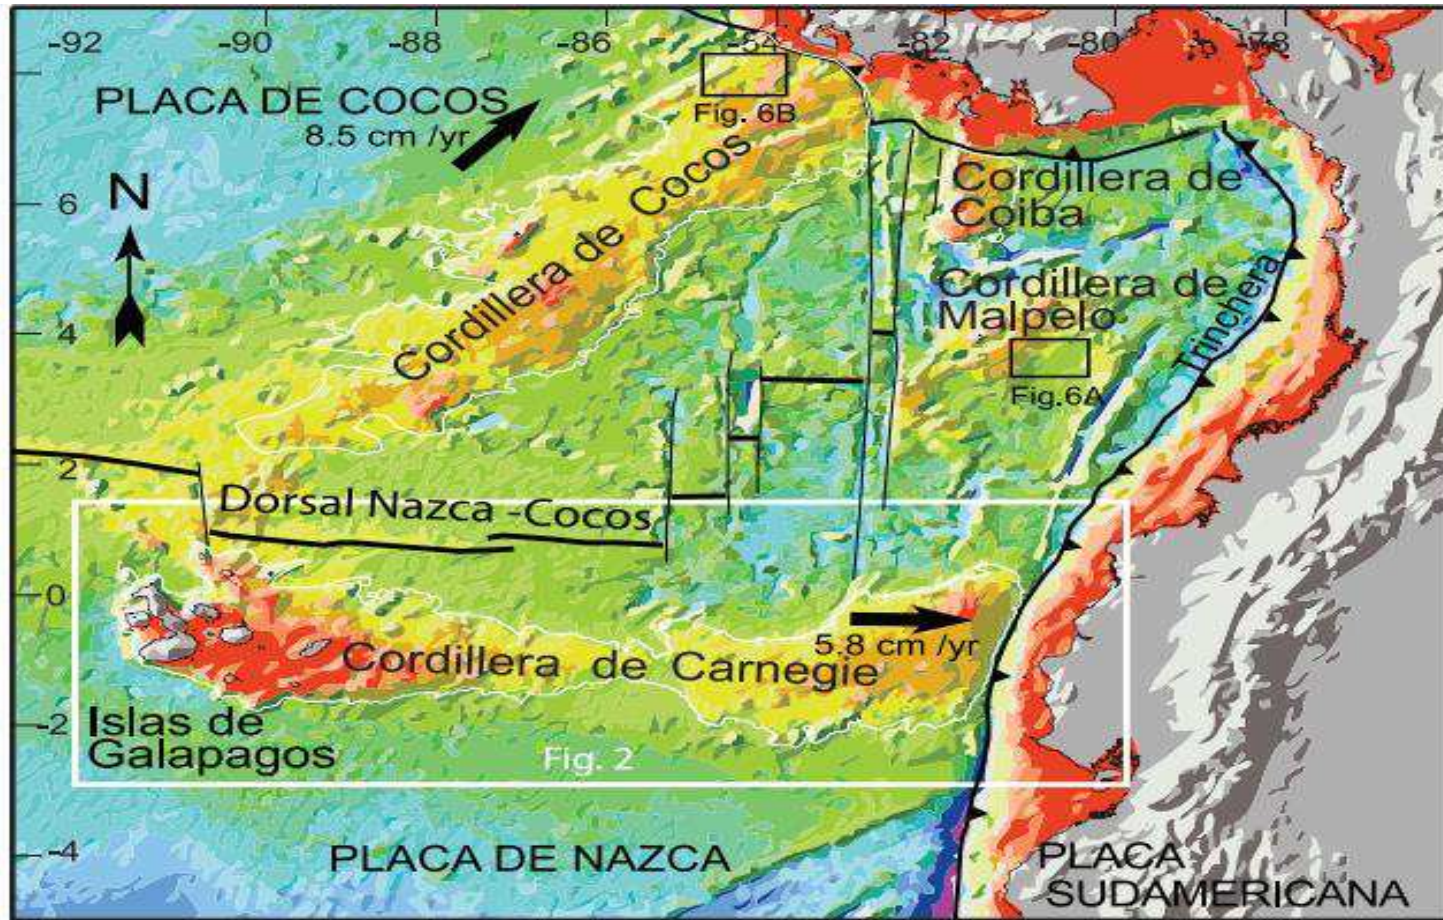 -92 -90 -88 -86 -84 -82 -80 -78
PLACA DE COCOS
8.5 cm /yr
Fig. 6B
N
6
4
2
0
-2
-4
Cordillera de Cocos
Cordillera de
Coiba
Cordillera de
Malpelo
Fig.6A
Trinchera
Dorsal Nazca -Cocos
5.8 cm /yr
Cordillera de Carnegie
Islas de
Galapagos
Fig. 2
PLACA DE NAZCA
PLACA
SUDAMERICANA